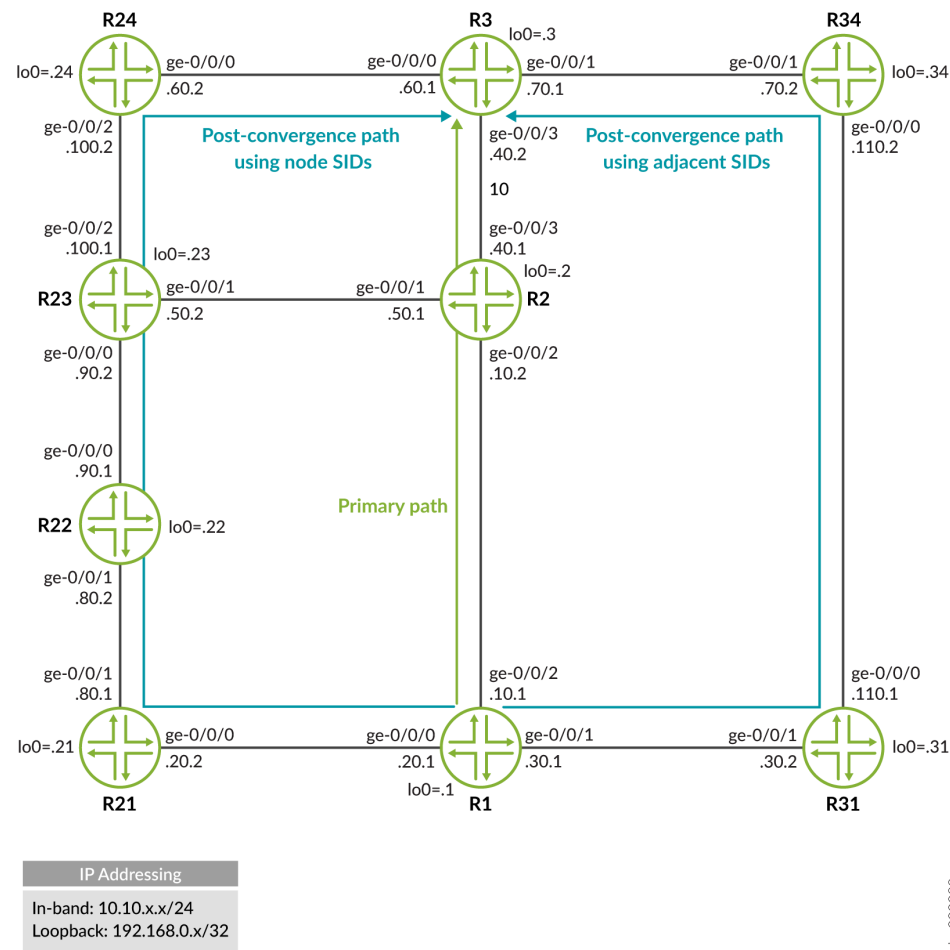 R24
R3
R34
lo0=.3
lo0=.24
ge-0/0/0
.60.2
ge-0/0/0
.60.1
ge-0/0/1
.70.1
ge-0/0/1
.70.2
lo0=.34
ge-0/0/2
.100.2
Post-convergence path
using node SIDs
ge-0/0/3
.40.2
Post-convergence path
using adjacent SIDs
ge-0/0/0
.110.2
10
ge-0/0/2
.100.1
lo0=.23
ge-0/0/3
.40.1
lo0=.2
R23
ge-0/0/1
.50.2
ge-0/0/1
.50.1
R2
ge-0/0/0
.90.2
ge-0/0/2
.10.2
ge-0/0/0
.90.1
Primary path
R22
lo0=.22
ge-0/0/1
.80.2
ge-0/0/1
.80.1
ge-0/0/2
.10.1
ge-0/0/0
.110.1
lo0=.21
ge-0/0/0
.20.2
ge-0/0/0
.20.1
ge-0/0/1
.30.1
ge-0/0/1
.30.2
lo0=.31
lo0=.1
R21
R1
R31
IP Addressing
In-band: 10.10.x.x/24
Loopback: 192.168.0.x/32